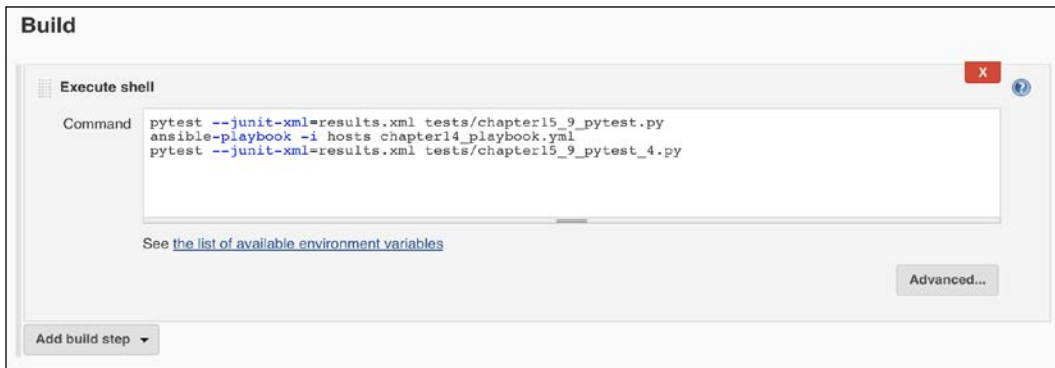 Build
X
Execute shell
Command
pytest --junit-xml=results.xml tests/chapter15_9_pytest.py
ansible-playbook -i hosts chapter14_playbook.yml
pytest --junit-xml=results.xml tests/chapter15_9_pytest_4.py
See the list of available environment variables
Advanced...
Add build step